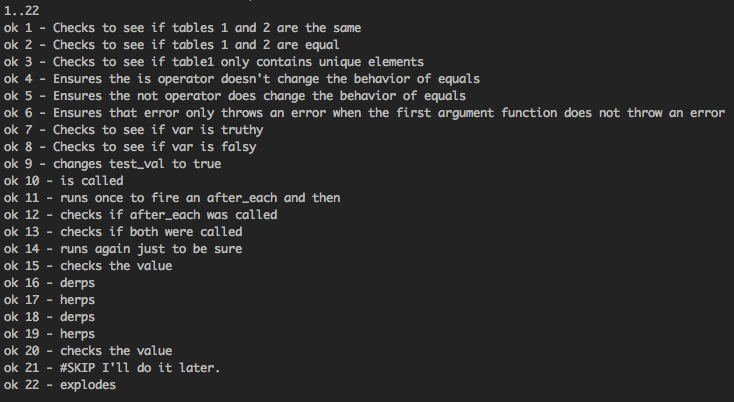 1..22
ok 1 - Checks to see if tables 1 and 2 are the same
ok 2 - Checks to see if tables 1 and 2 are equal
ok 3 - Checks to see if table1 only contains unique elements
ok 4 - Ensures the is operator doesn't change the behavior of equals
ok 5 - Ensures the not operator does change the behavior of equals
ok 6 - Ensures that error only throws an error when the first argument function does not throw an error
ok 7 - Checks to see if var is truthy
ok 8 - Checks to see if var is falsy
ok 9 - changes test_val to true
ok 10 - is called
ok 11 - runs once to fire an after_each and then
ok 12 - checks if after_each was called
ok 13 - checks if both were called
ok 14 - runs again just to be sure
ok 15 - checks the value
ok 16 - derps
ok 17 - herps
ok 18 - derps
ok 19 - herps
ok 20 - checks the value
ok 21 - #SKIP I'll do it later.
ok 22 - explodes